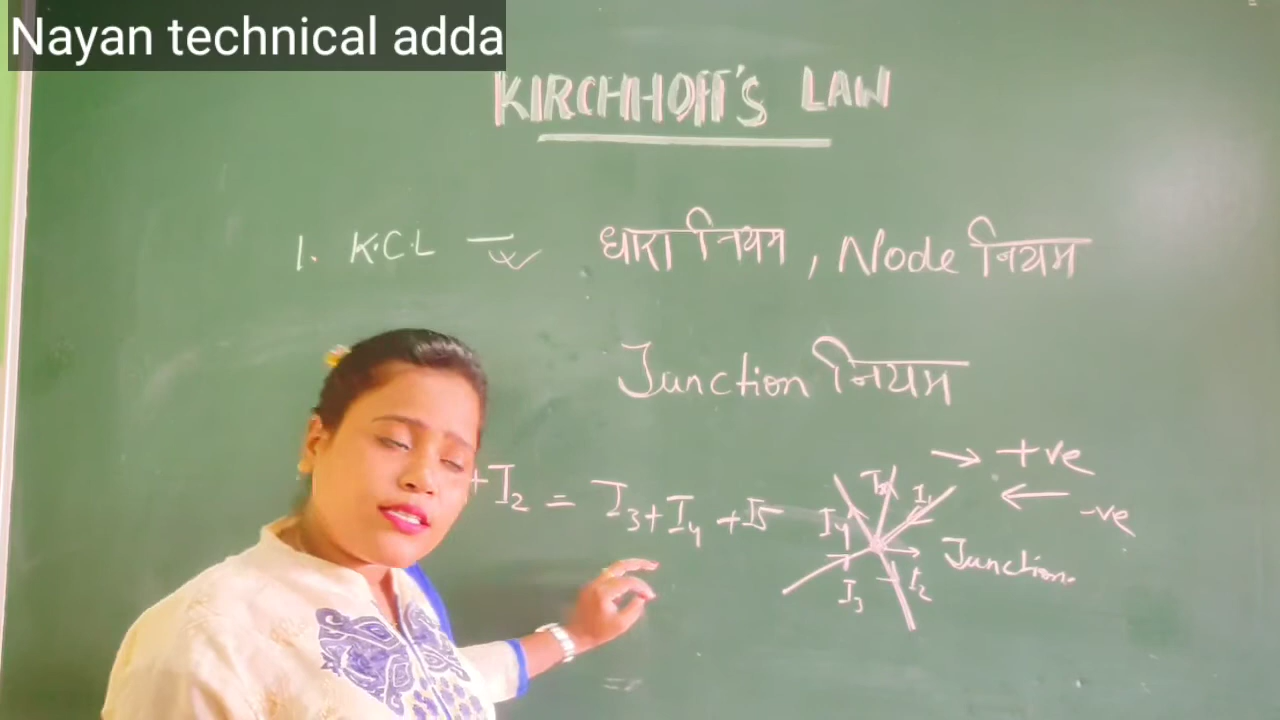 Nayan technical adda
KIRCHHOFF'S LAW
1. K.C.L – धारा नियम, Node नियम
Junction नियम
+I2 = I3+I4+I5
→ +ve
← -ve
I5 I1
I4
→ Junction.
I3 I2